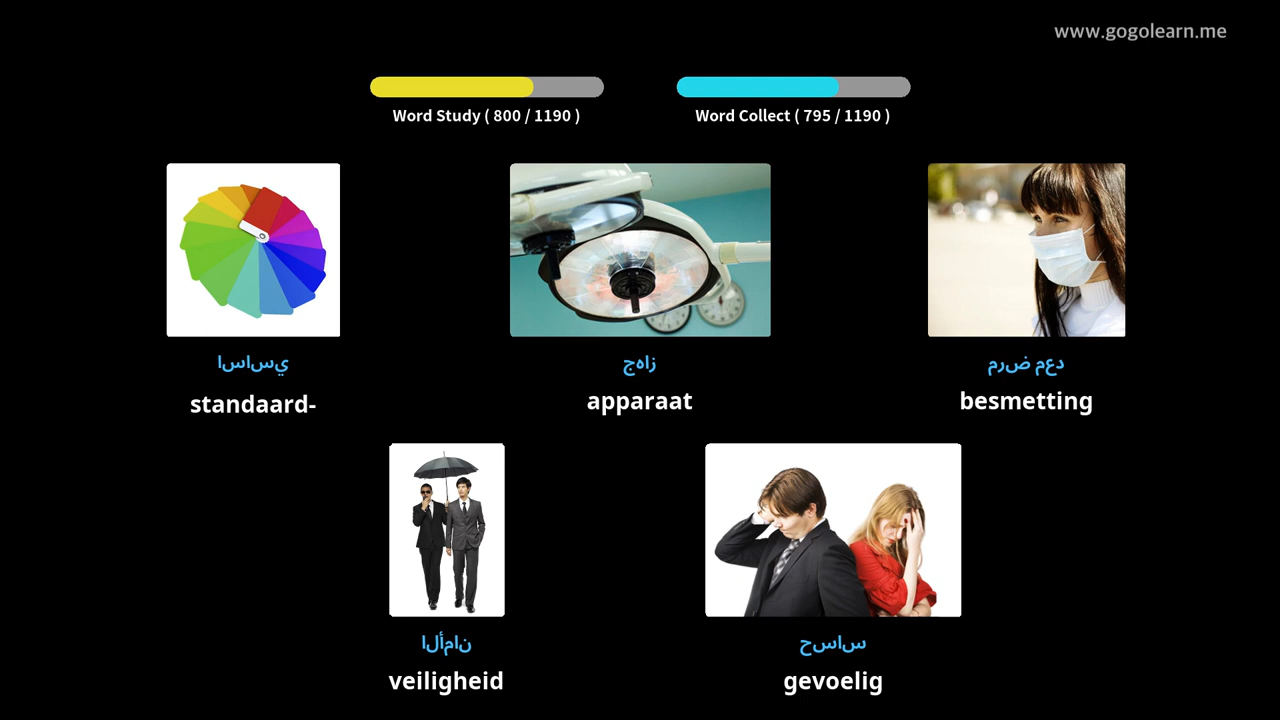 www.gogolearn.me
Word Study ( 800 / 1190 )
Word Collect ( 795 / 1190 )
اساسي
standaard-
جهاز
apparaat
مرض معد
besmetting
الأمان
veiligheid
حساس
gevoelig